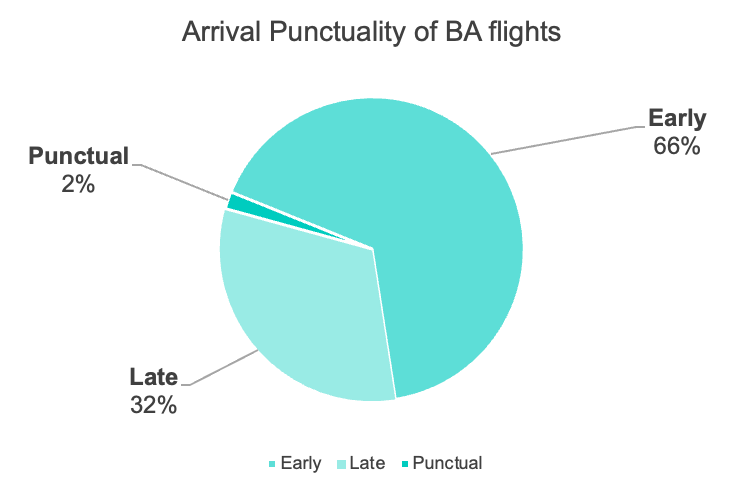 Arrival Punctuality of BA flights
Early
66%
Punctual
2%
Late
32%
Early Late Punctual